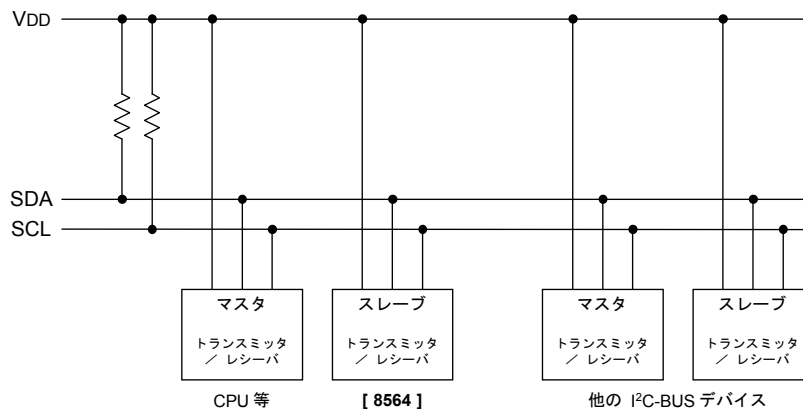 VDD
SDA
SCL
マスタ
トランスミッタ
／ レシーバ
スレーブ
トランスミッタ
／ レシーバ
マスタ
トランスミッタ
／ レシーバ
スレーブ
トランスミッタ
／ レシーバ
CPU 等
[ 8564 ]
他の I²C-BUS デバイス